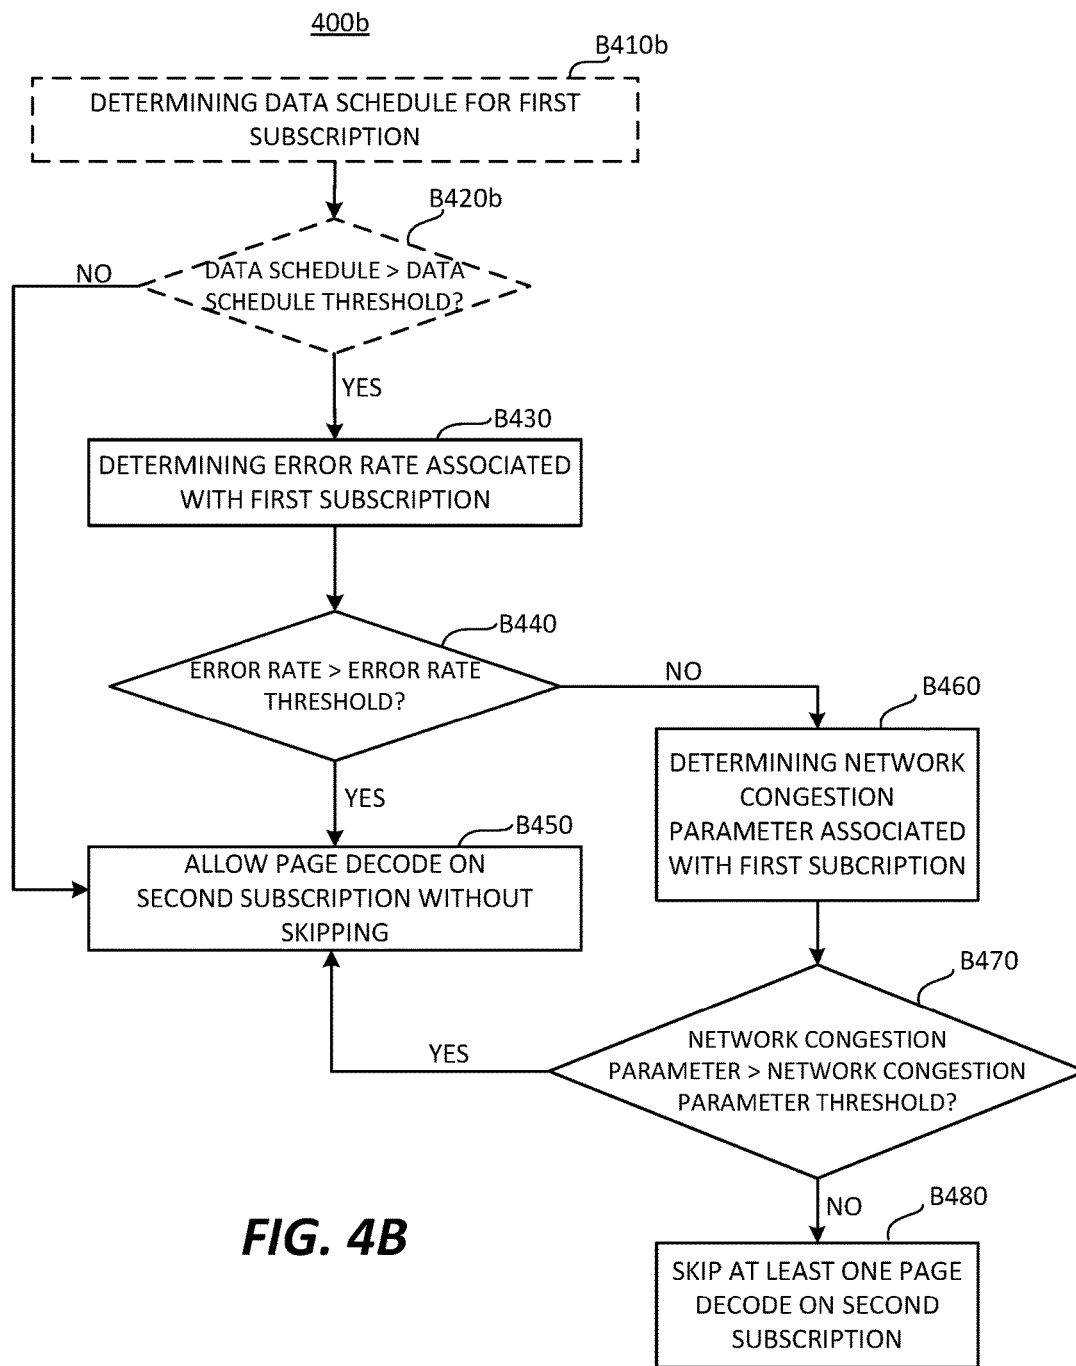 400b
B410b
DETERMINING DATA SCHEDULE FOR FIRST
SUBSCRIPTION
B420b
NO
DATA SCHEDULE > DATA
SCHEDULE THRESHOLD?
YES
B430
DETERMINING ERROR RATE ASSOCIATED
WITH FIRST SUBSCRIPTION
B440
ERROR RATE > ERROR RATE
THRESHOLD?
NO
B460
DETERMINING NETWORK
CONGESTION
PARAMETER ASSOCIATED
WITH FIRST SUBCRIPTION
YES
B450
ALLOW PAGE DECODE ON
SECOND SUBSCRIPTION WITHOUT
SKIPPING
B470
NETWORK CONGESTION
PARAMETER > NETWORK CONGESTION
PARAMETER THRESHOLD?
YES
NO
B480
SKIP AT LEAST ONE PAGE
DECODE ON SECOND
SUBSCRIPTION
FIG. 4B